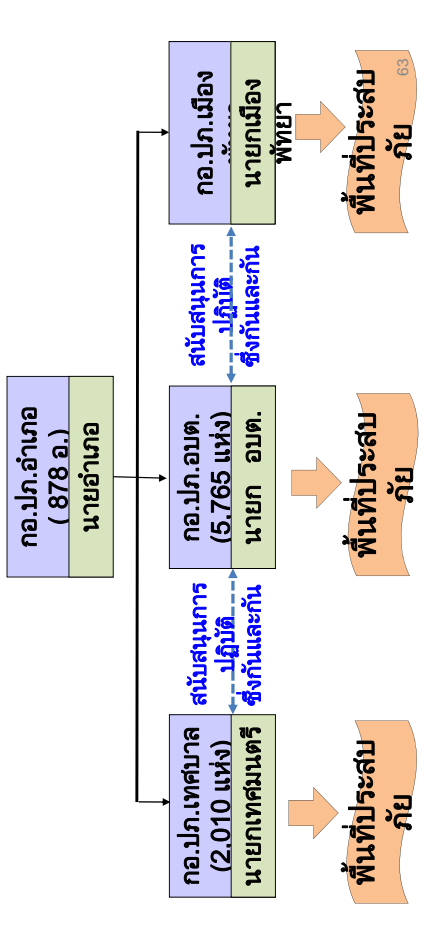 กอ.ปภ.อำเภอ
( 878 อ.)
นายอำเภอ
กอ.ปภ.เทศบาล
(2,010 แห่ง)
นายกเทศมนตรี
สนับสนุนการ
ปฏิบัติ
ซึ่งกันและกัน
กอ.ปภ.อบต.
(5,765 แห่ง)
นายก อบต.
สนับสนุนการ
ปฏิบัติ
ซึ่งกันและกัน
กอ.ปภ.เมือง
นายกเมือง
พัทยา
พื้นที่ประสบ
ภัย
พื้นที่ประสบ
ภัย
พื้นที่ประสบ
ภัย
63